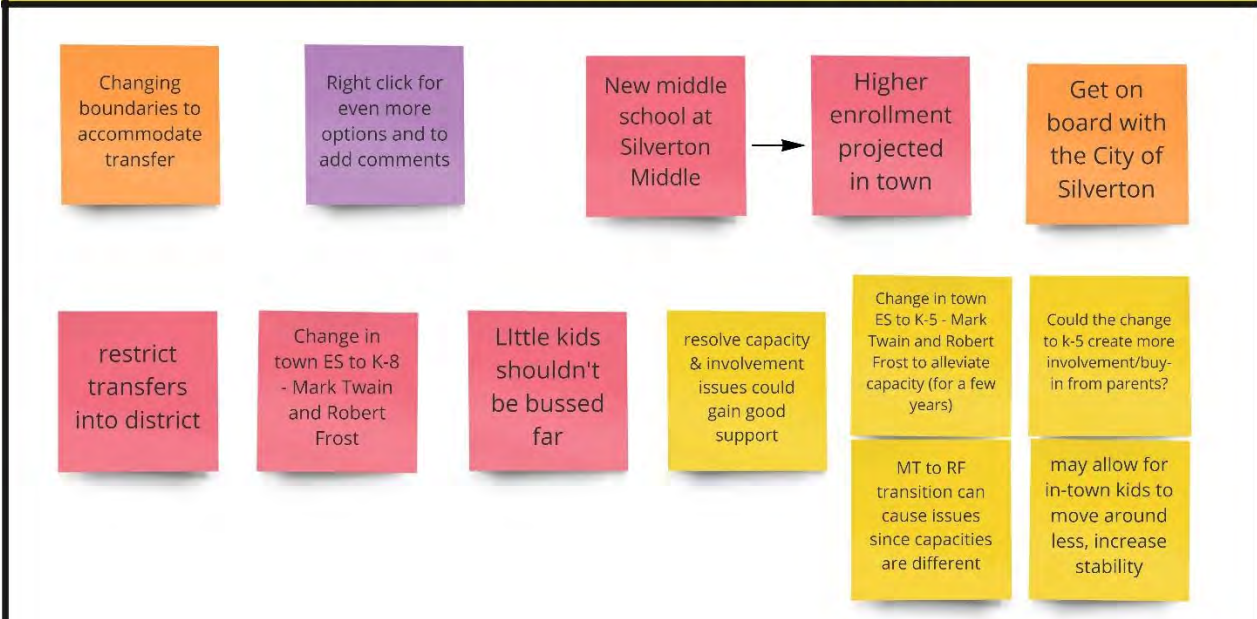 Changing
boundaries to
accommodate
transfer
Right click for
even more
options and to
add comments
New middle
school at
Silverton
Middle
Higher
enrollment
projected
in town
Get on
board with
the City of
Silverton
restrict
transfers
into district
Change in
town ES to K-8
- Mark Twain
and Robert
Frost
LIttle kids
shouldn't
be bussed
far
resolve capacity
& involvement
issues could
gain good
support
Change in town
ES to K-5 - Mark
Twain and Robert
Frost to alleviate
capacity (for a few
years)
Could the change
to k-5 create more
involvement/buy-
in from parents?
MT to RF
transition can
cause issues
since capacities
are different
may allow for
in-town kids to
move around
less, increase
stability